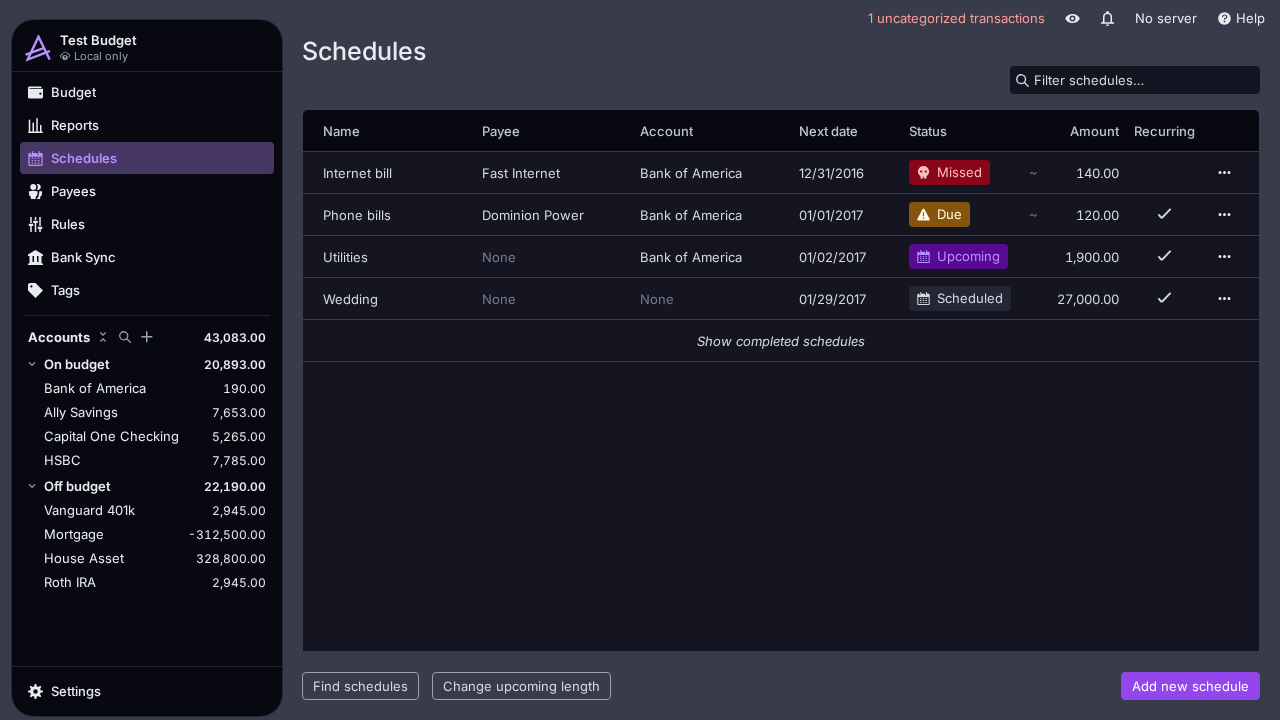 1 uncategorized transactions
No server
Help
Test Budget
Local only
Budget
Reports
Schedules
Payees
Rules
Bank Sync
Tags
Accounts 43,083.00
On budget 20,893.00
Bank of America 190.00
Ally Savings 7,653.00
Capital One Checking 5,265.00
HSBC 7,785.00
Off budget 22,190.00
Vanguard 401k 2,945.00
Mortgage -312,500.00
House Asset 328,800.00
Roth IRA 2,945.00
Settings
Schedules
Filter schedules...
Name Payee Account Next date Status Amount Recurring
Internet bill Fast Internet Bank of America 12/31/2016 Missed ~ 140.00
Phone bills Dominion Power Bank of America 01/01/2017 Due ~ 120.00
Utilities None Bank of America 01/02/2017 Upcoming 1,900.00
Wedding None None 01/29/2017 Scheduled 27,000.00
Show completed schedules
Find schedules
Change upcoming length
Add new schedule